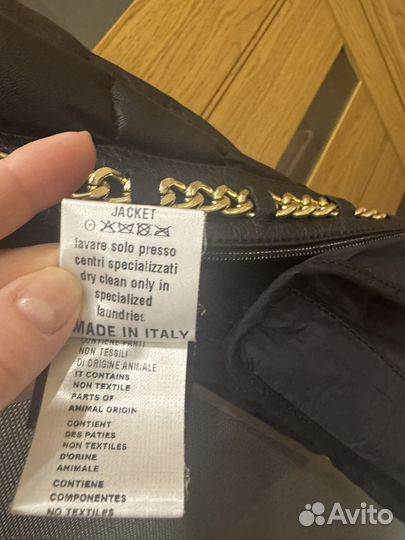 JACKET
lavare solo presso
centri specializzati
dry clean only in
specialized
laundries
MADE IN ITALY
CONTIENE PARTI
NON TESSILI
DI ORIGINE ANIMALE
IT CONTAINS
NON TEXTILE
PARTS OF
ANIMAL ORIGIN
CONTIENT
DES PATIES
NON TEXTILES
D'ORINE
ANIMALE
CONTIENE
COMPONENTES
NO TEXTILES
Avito